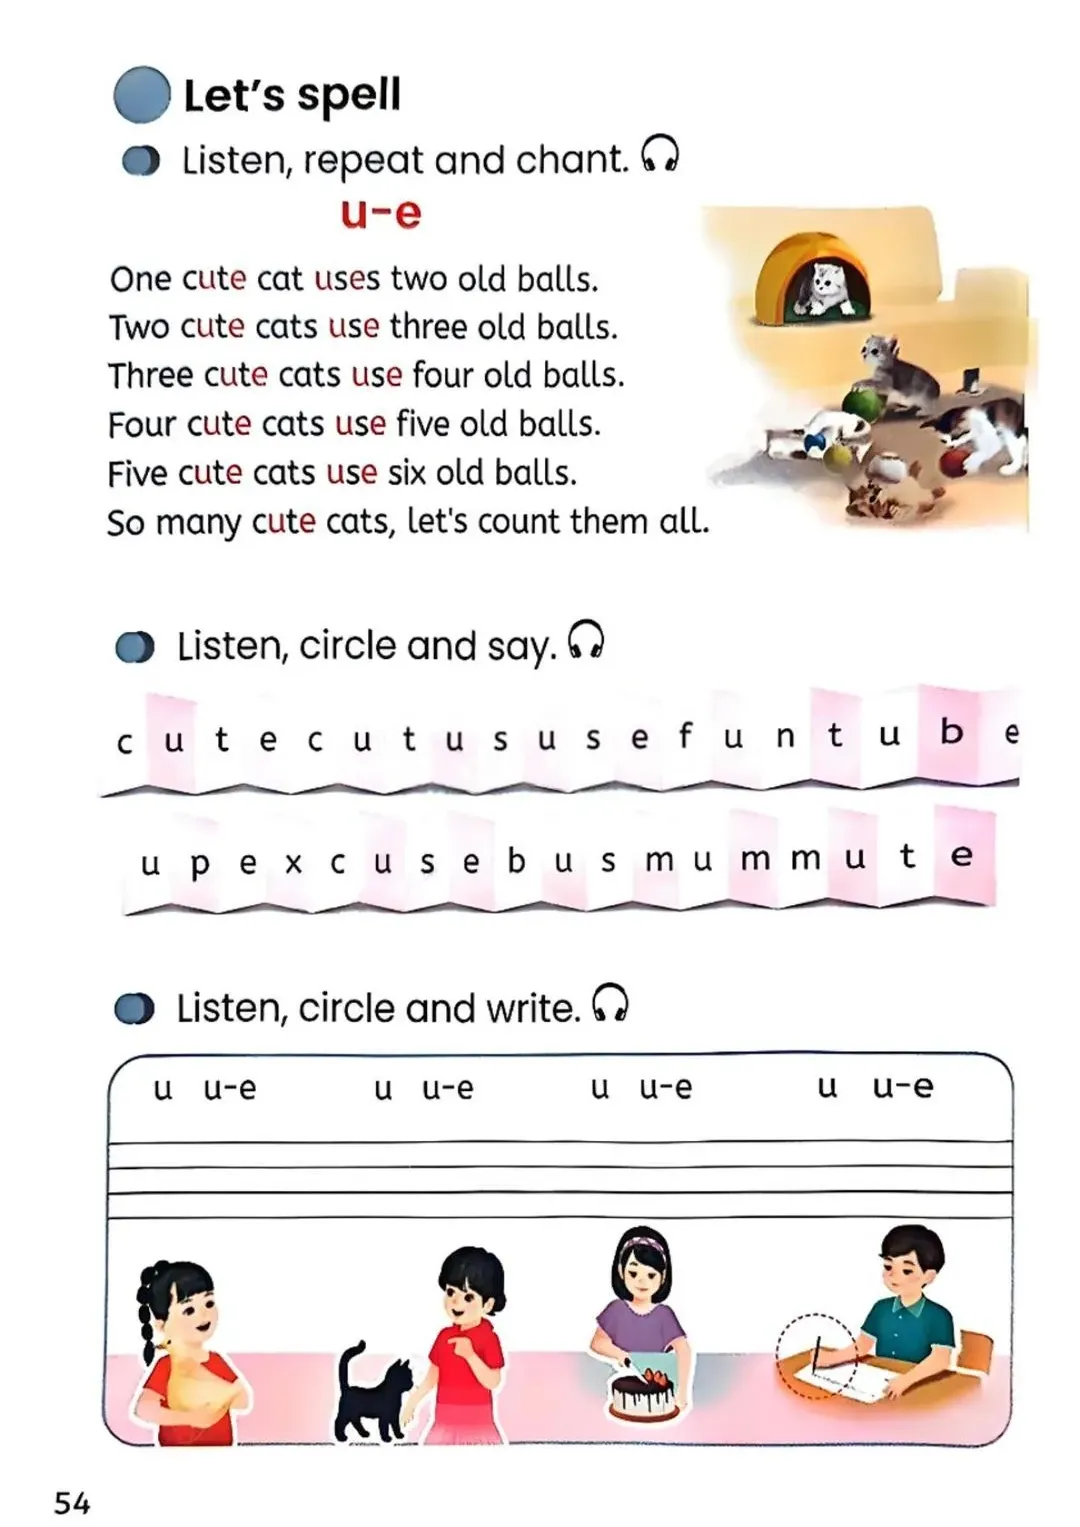 Let's spell
Listen, repeat and chant.
u-e
One cute cat uses two old balls.
Two cute cats use three old balls.
Three cute cats use four old balls.
Four cute cats use five old balls.
Five cute cats use six old balls.
So many cute cats, let's count them all.
Listen, circle and say.
c u t e c u t u s u s e f u n t u b e
u p e x c u s e b u s m u m m u t e
Listen, circle and write.
u u-e u u-e u u-e u u-e
54